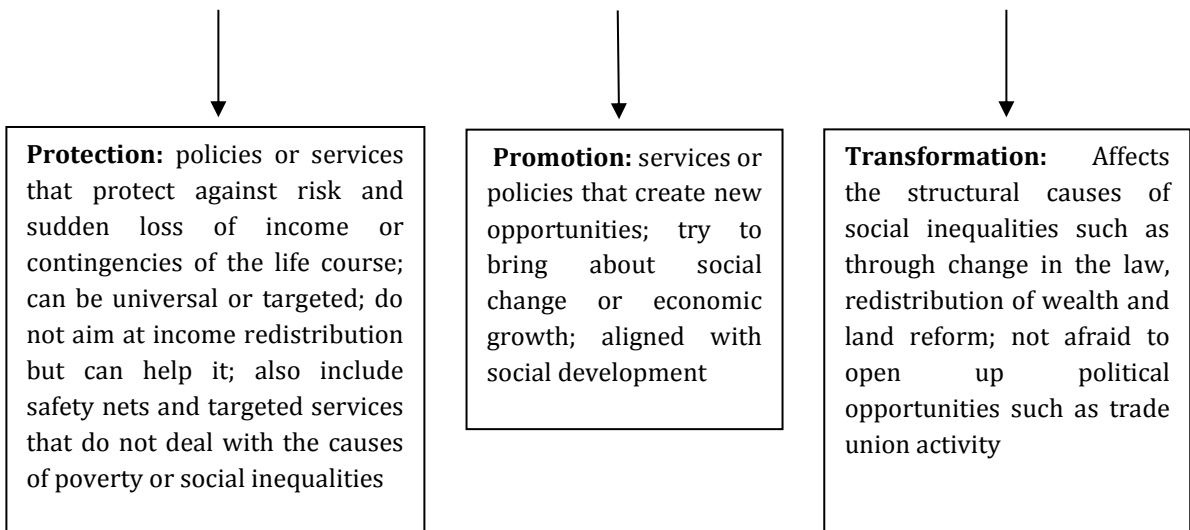 Protection: policies or services
that protect against risk and
sudden loss of income or
contingencies of the life course;
can be universal or targeted; do
not aim at income redistribution
but can help it; also include
safety nets and targeted services
that do not deal with the causes
of poverty or social inequalities
Promotion: services or
policies that create new
opportunities; try to
bring about social
change or economic
growth; aligned with
social development
Transformation: Affects
the structural causes of
social inequalities such as
through change in the law,
redistribution of wealth and
land reform; not afraid to
open up political
opportunities such as trade
union activity